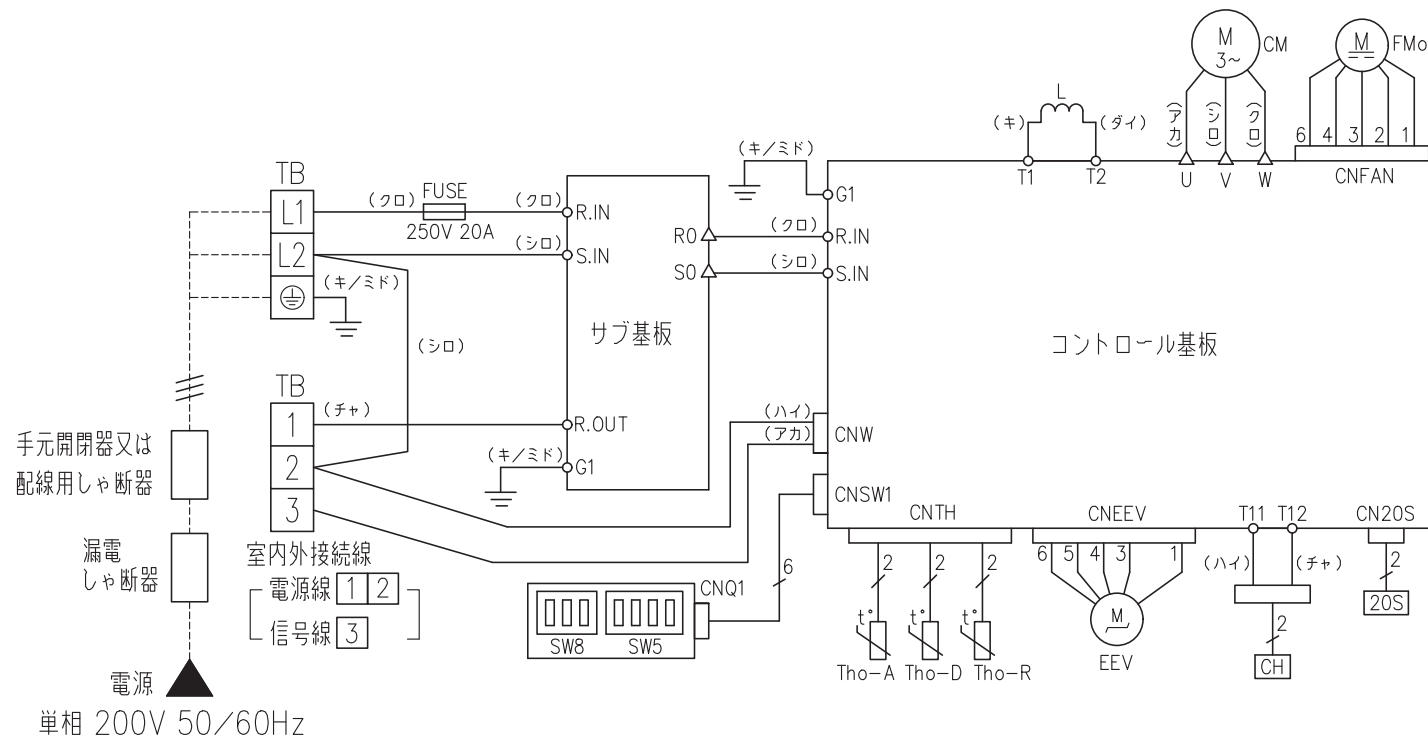 M
3~
CM
M
FMo
L
(キ)
(ダイ)
(アカ)
(シロ)
(クロ)
6 4 3 2 1
T1
T2
U
V
W
CNFAN
(キ/ミド)
G1
TB
L1
(クロ)
FUSE
250V 20A
(クロ)
R.IN
L2
(シロ)
S.IN
(キ/ミド)
R0
(クロ)
R.IN
S0
(シロ)
S.IN
サブ基板
コントロール基板
(シロ)
TB
1
(チャ)
R.OUT
2
(キ/ミド)
G1
3
(ハイ)
(アカ)
CNW
CNSW1
手元開閉器又は
配線用しゃ断器
漏電
しゃ断器
室内外接続線
電源線 1 2
信号線 3
電源
単相 200V 50/60Hz
CNQ1
6
SW8
SW5
CNTH
2
2
2
t°
t°
t°
Tho-A
Tho-D
Tho-R
CNEEV
6 5 4 3 1
M
EEV
T11
T12
(ハイ)
(チャ)
2
CH
CN20S
2
20S